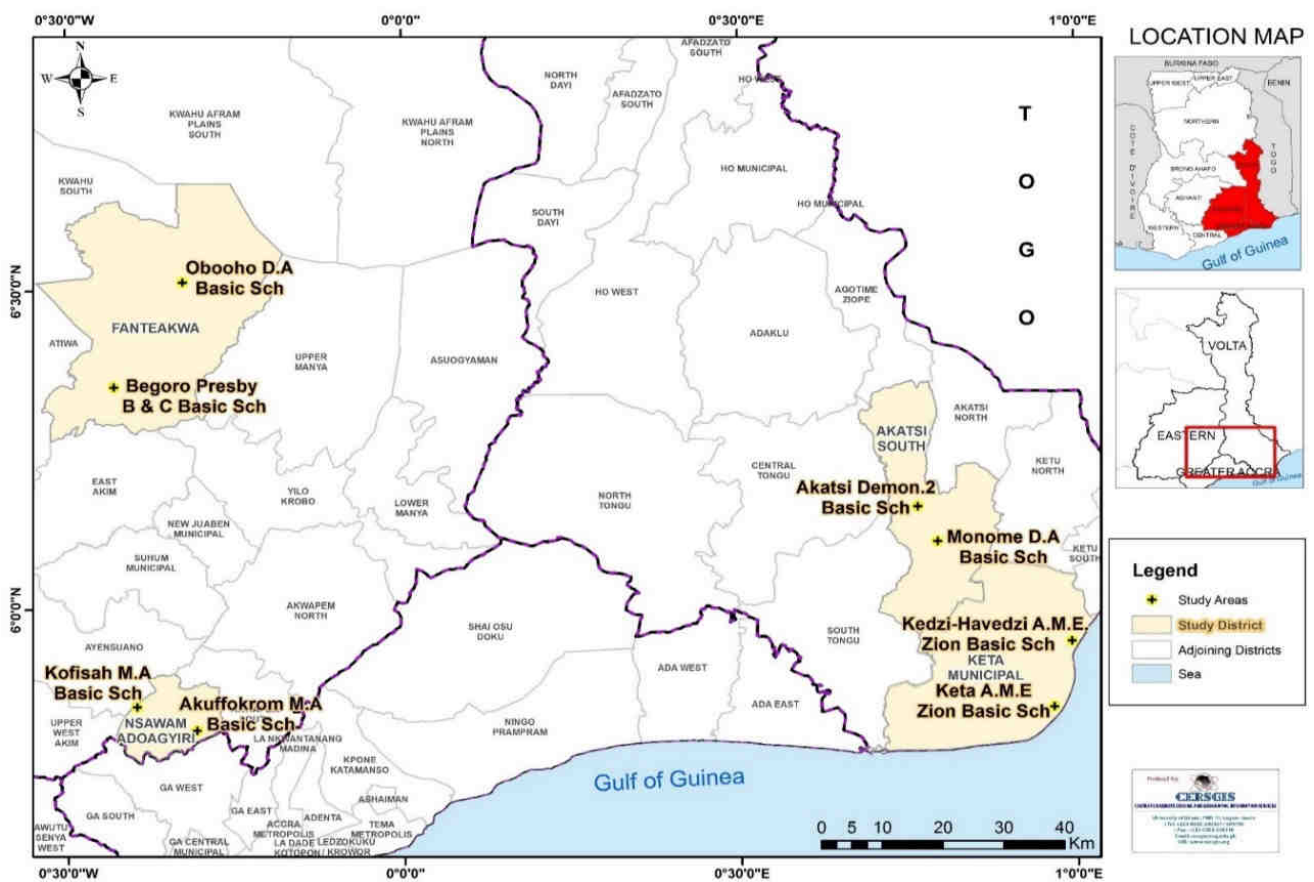 0°30'0"W
0°0'0"
0°30'0"E
1°0'0"E
N
W
E
S
6°30'0"N
6°0'0"N
KWAHU AFRAM
PLAINS
SOUTH
KWAHU AFRAM
PLAINS
NORTH
NORTH
DAYI
AFADZATO
SOUTH
AFADZATO
SOUTH
HO WEST
T
O
G
O
KWAHU
SOUTH
SOUTH
DAYI
HO MUNICIPAL
HO MUNICIPAL
Obooho D.A
Basic Sch
FANTEAKWA
ATIWA
Begoro Presby
B & C Basic Sch
UPPER
MANYA
ASUOGYAMAN
HO WEST
ADAKLU
AGOTIME
ZIOPE
EAST
AKIM
YILO
KROBO
LOWER
MANYA
NORTH
TONGU
CENTRAL
TONGU
AKATSI
SOUTH
AKATSI
NORTH
KETU
NORTH
Akatsi Demon.2
Basic Sch
Monome D.A
Basic Sch
KETU
SOUTH
NEW JUABEN
MUNICIPAL
SUHUM
MUNICIPAL
AKWAPEM
NORTH
AYENSUANO
SHAI OSU
DOKU
SOUTH
TONGU
Kedzi-Havedzi A.M.E.
Zion Basic Sch
KETA
MUNICIPAL
Keta A.M.E
Zion Basic Sch
ADA WEST
ADA EAST
Kofisah M.A
Basic Sch
Akuffokrom M.A
Basic Sch
NSAWAM
ADOAGYIRI
UPPER
WEST
AKIM
LA NKWANTANANG
MADINA
NINGO
PRAMPRAM
KPONE
KATAMANSO
GA WEST
GA SOUTH
GA EAST
ASHAIMAN
ADENTA
ACCRA
METROPOLIS
TEMA
METROPOLIS
GA CENTRAL
MUNICIPAL
LA DADE
KOTOPON
LEDZOKUKU
KROWOR
AWUTU
SENYA
WEST
Gulf of Guinea
0 5 10 20 30 40
Km
0°30'0"W
0°0'0"
0°30'0"E
1°0'0"E
LOCATION MAP
BURKINA FASO
UPPER WEST
UPPER EAST
BENIN
NORTHERN
COTE D'IVOIRE
TOGO
BRONG AHAFO
ASHANTI
WESTERN
CENTRAL
Gulf of Guinea
VOLTA
EASTERN
GREATER ACCRA
Gulf of Guinea
Legend
Study Areas
Study District
Adjoining Districts
Sea
CERSGIS